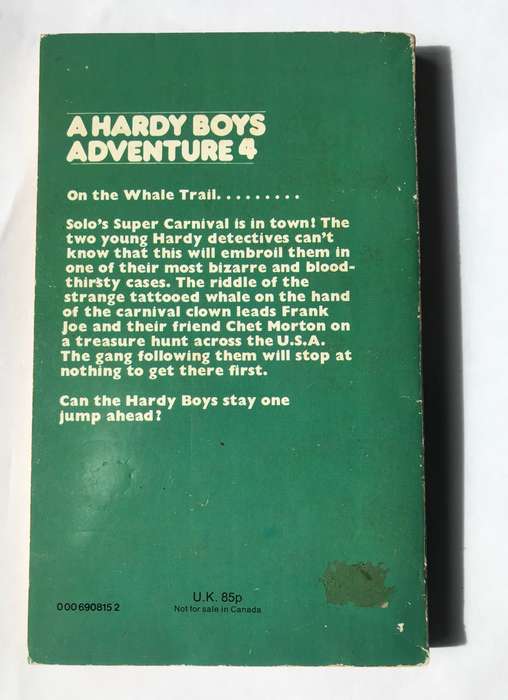 A HARDY BOYS
ADVENTURE 4
On the Whale Trail.........
Solo's Super Carnival is in town! The
two young Hardy detectives can't
know that this will embroil them in
one of their most bizarre and blood-
thirsty cases. The riddle of the
strange tattooed whale on the hand
of the carnival clown leads Frank
Joe and their friend Chet Morton on
a treasure hunt across the U.S.A.
The gang following them will stop at
nothing to get there first.
Can the Hardy Boys stay one
jump ahead?
000690815 2
U.K. 85p
Not for sale in Canada